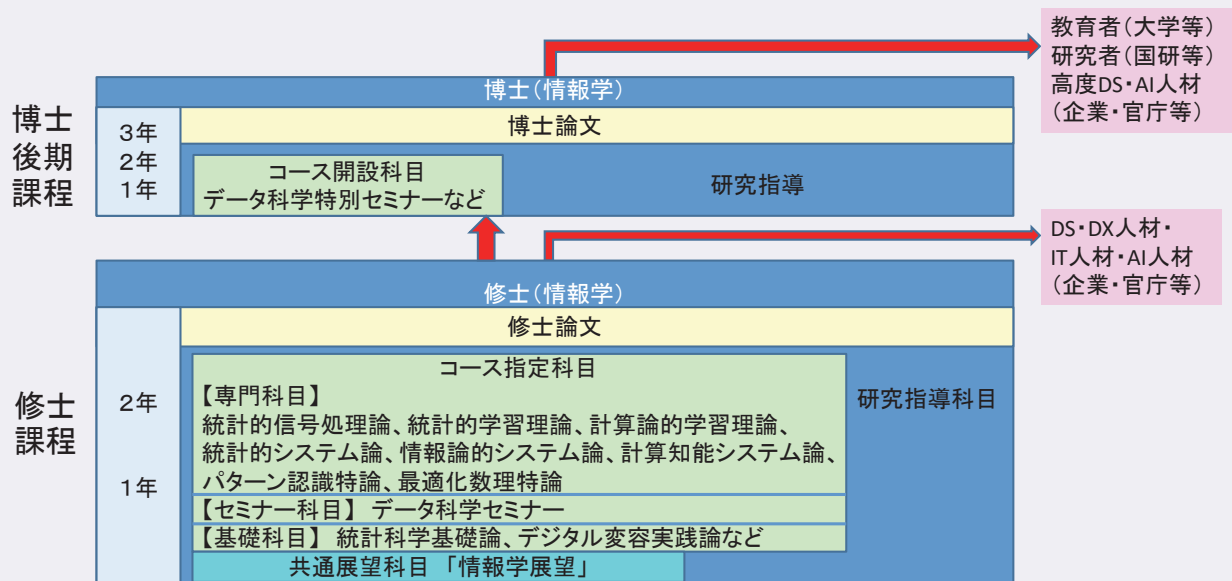 教育者(大学等)
研究者(国研等)
高度DS・AI人材
(企業・官庁等)
博士(情報学)
博士
後期
課程
3年
2年
1年
博士論文
コース開設科目
データ科学特別セミナーなど
研究指導
DS・DX人材・
IT人材・AI人材
(企業・官庁等)
修士(情報学)
修士論文
修士
課程
2年
1年
コース指定科目
【専門科目】
統計的信号処理論、統計的学習理論、計算論的学習理論、
統計的システム論、情報論的システム論、計算知能システム論、
パターン認識特論、最適化数理特論
【セミナー科目】 データ科学セミナー
【基礎科目】 統計科学基礎論、デジタル変容実践論など
共通展望科目 「情報学展望」
研究指導科目